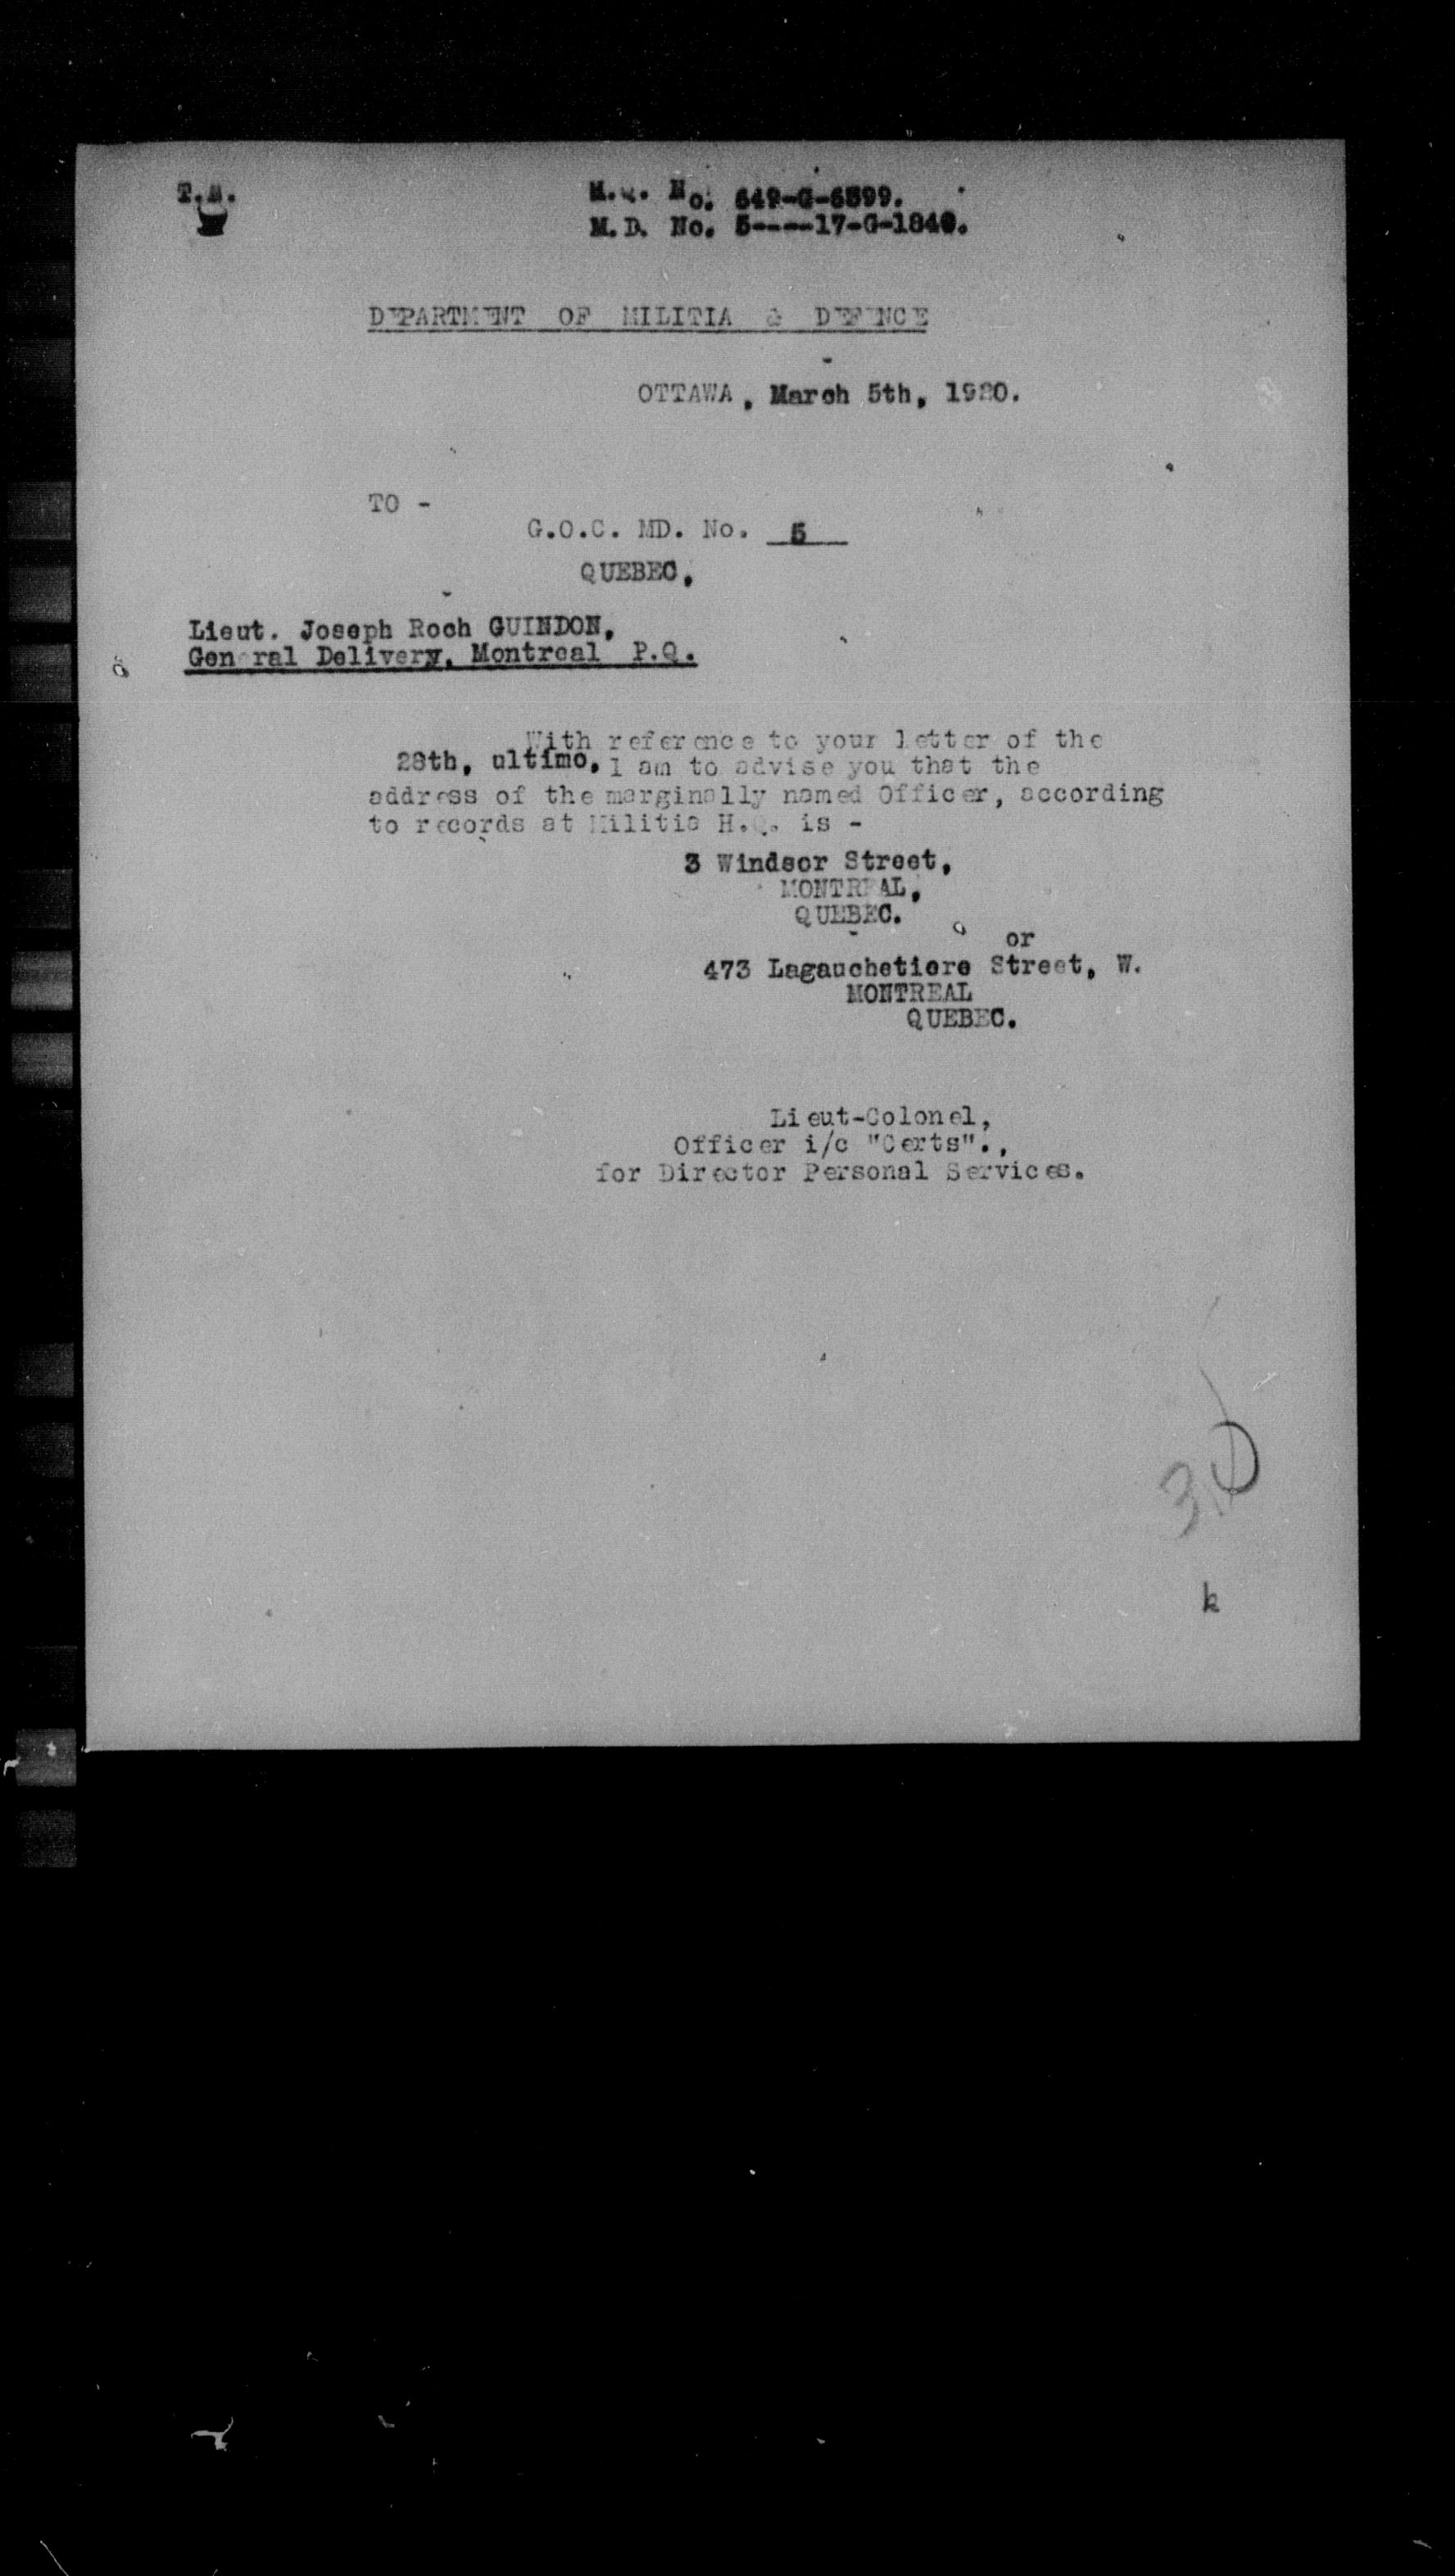 M.D. No. 5----17-G-1840.
DEPARTMENT OF MILITIA & DEFENCE
OTTAWA, March 5th, 1920.
TO -
G.O.C. MD. No. 5
QUEBEC,
Lieut. Joseph Roch GUINDON,
General Delivery, Montreal P.Q.
With reference to your letter of the
28th, ultimo, I am to advise you that the
address of the marginally named Officer, according
to records at Militia H.Q. is -
3 Windsor Street,
MONTREAL,
QUEBEC.
or
473 Lagauchetiere Street, W.
MONTREAL
QUEBEC.
Lieut-Colonel,
Officer i/c "Certs".,
for Director Personal Services.
k